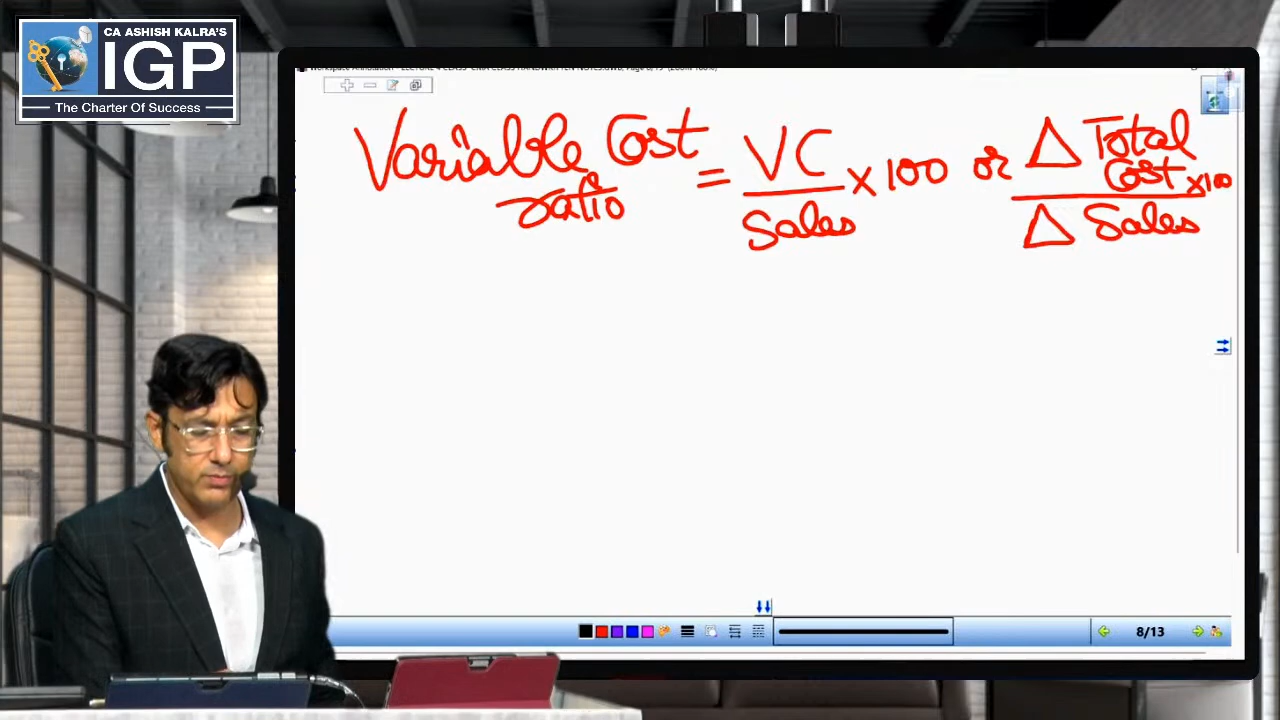 CA ASHISH KALRA'S
IGP
The Charter Of Success
Variable Cost ratio = VC / Sales × 100 or Δ Total Cost / Δ Sales ×100
8/13